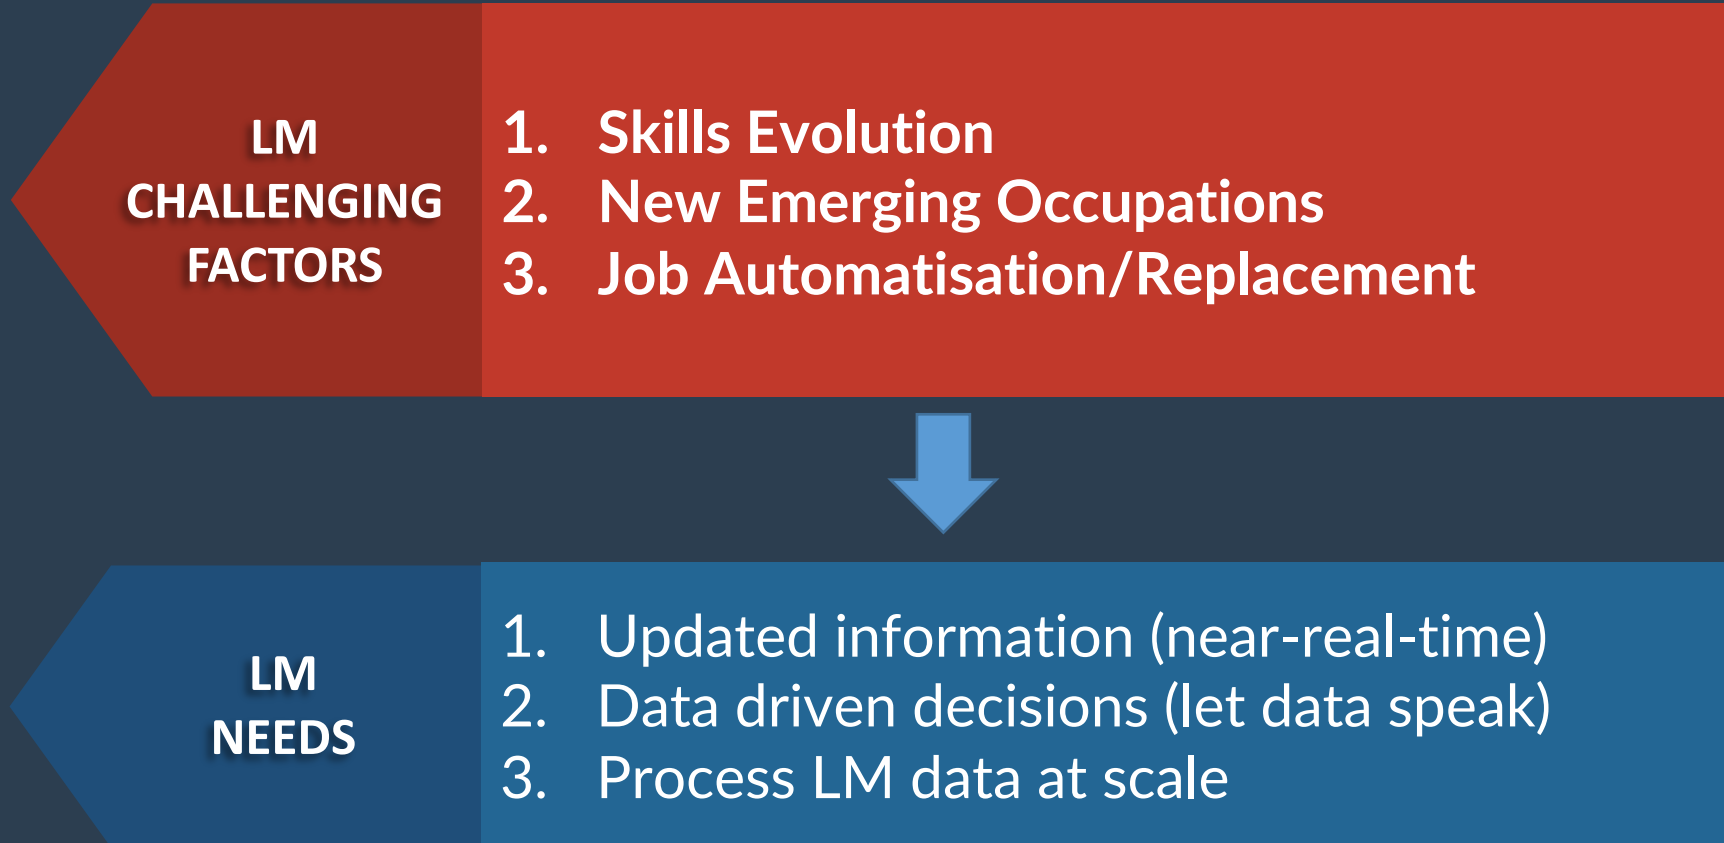 LM
CHALLENGING
FACTORS
1. Skills Evolution
2. New Emerging Occupations
3. Job Automatisation/Replacement
LM
NEEDS
1. Updated information (near-real-time)
2. Data driven decisions (let data speak)
3. Process LM data at scale